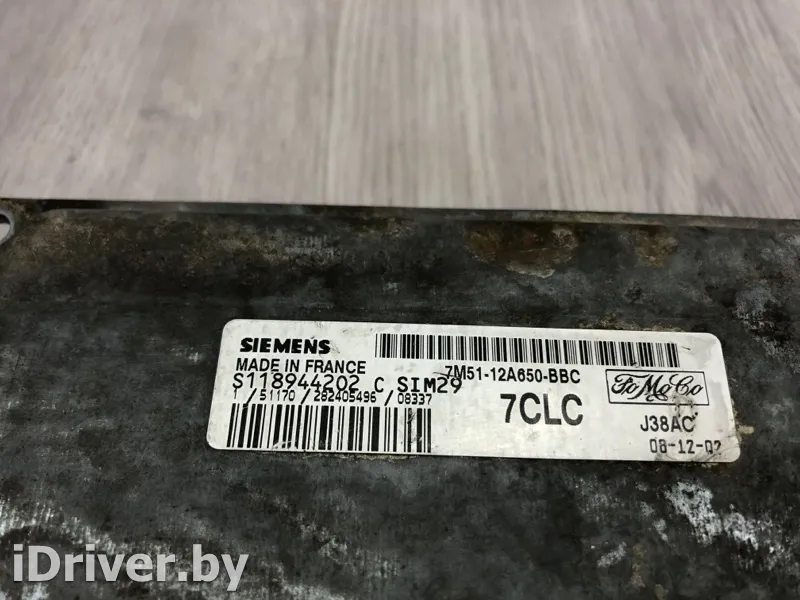 SIEMENS
MADE IN FRANCE
S118944202 C SIM29
1 /51170 /282405496 /08337
7M51-12A650-BBC
7CLC
FoMoCo
J38AC
08-12-02
iDriver.by